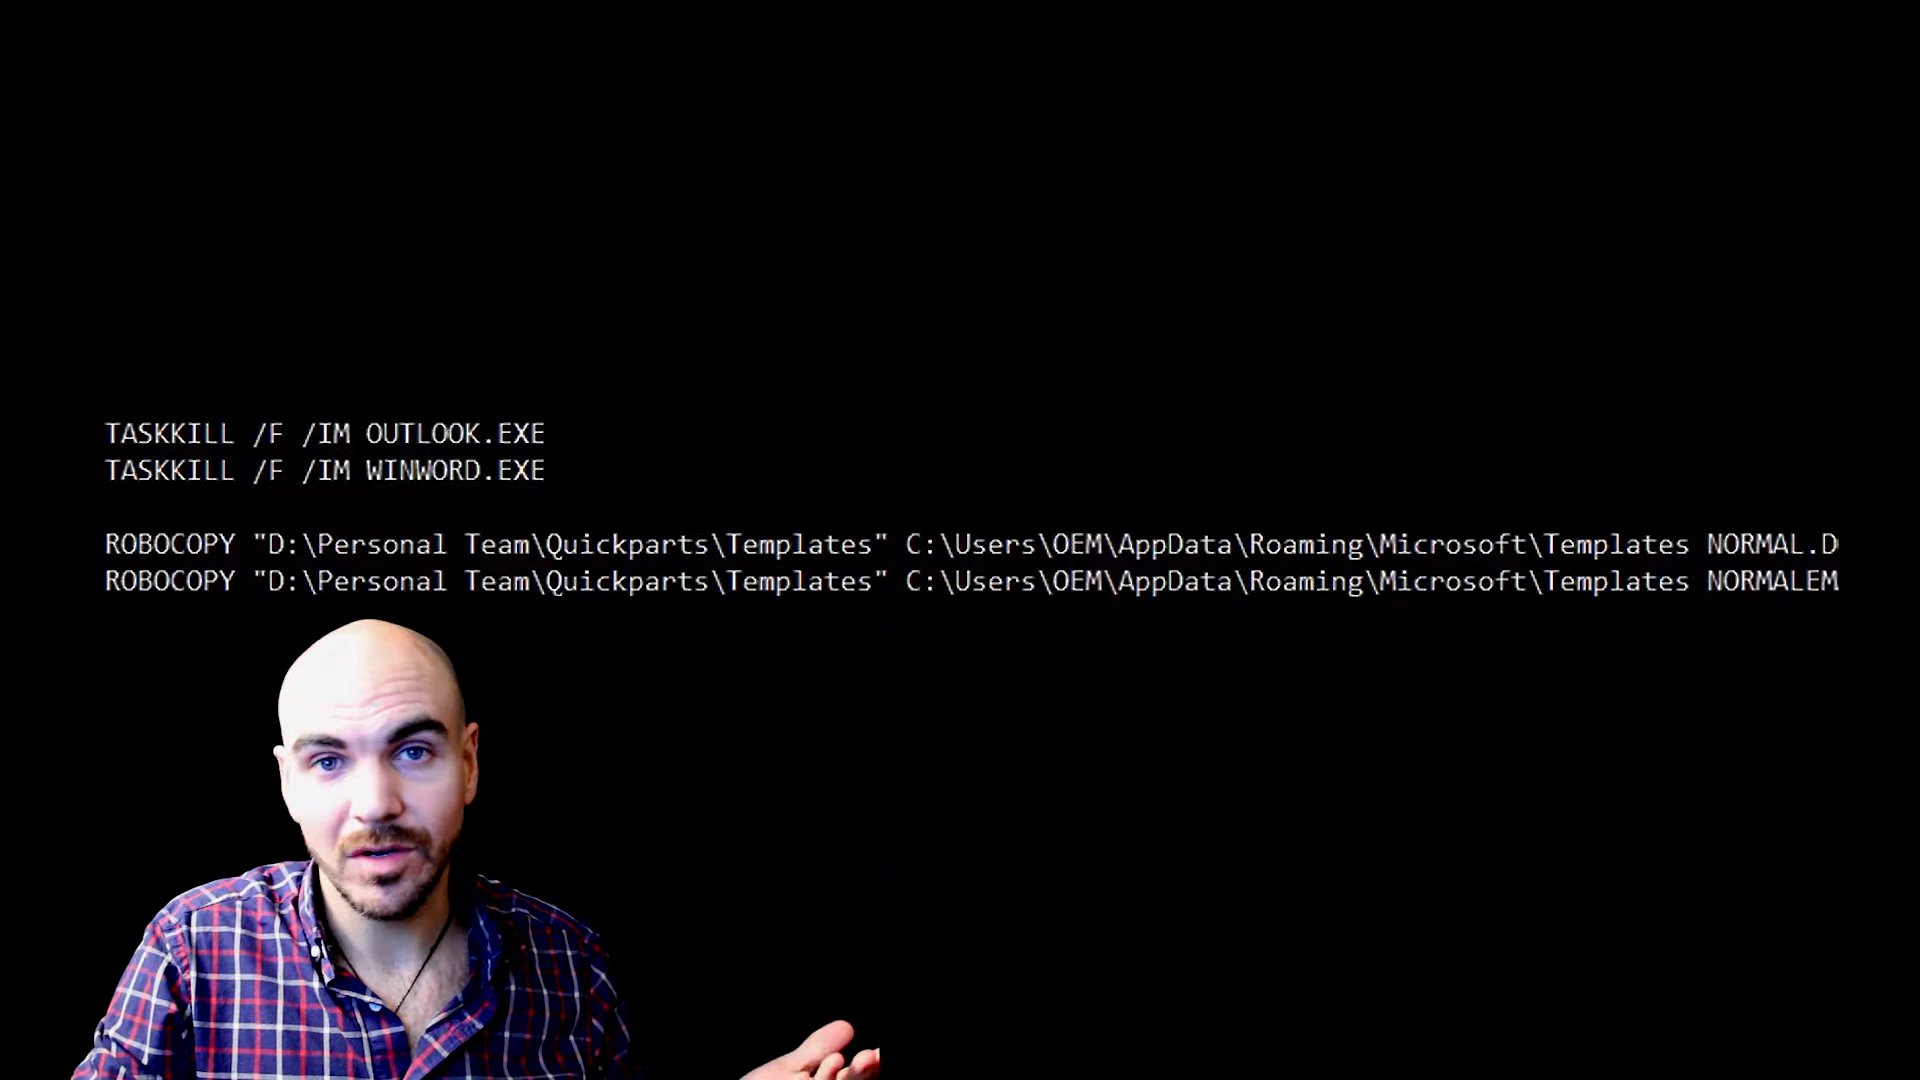 TASKKILL /F /IM OUTLOOK.EXE
TASKKILL /F /IM WINWORD.EXE
ROBOCOPY "D:\Personal Team\Quickparts\Templates" C:\Users\OEM\AppData\Roaming\Microsoft\Templates NORMAL.D
ROBOCOPY "D:\Personal Team\Quickparts\Templates" C:\Users\OEM\AppData\Roaming\Microsoft\Templates NORMALEM